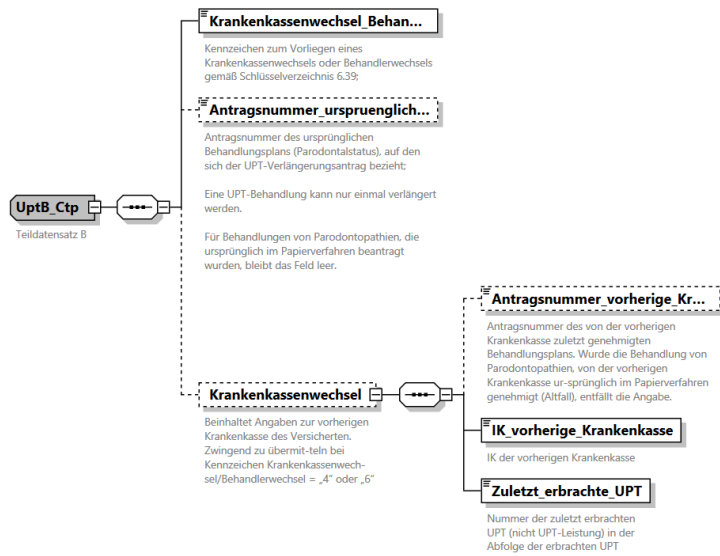 Krankenkassenwechsel_Behan...
Kennzeichen zum Vorliegen eines
Krankenkassenwechsels oder Behandlerwechsels
gemäß Schlüsselverzeichnis 6.39;
Antragsnummer_urspruenglich...
Antragsnummer des ursprünglichen
Behandlungsplans (Parodontalstatus), auf den
sich der UPT-Verlängerungsantrag bezieht;
Eine UPT-Behandlung kann nur einmal verlängert
werden.
Für Behandlungen von Parodontopathien, die
ursprünglich im Papierverfahren beantragt
wurden, bleibt das Feld leer.
UptB_Ctp
Teildatensatz B
Krankenkassenwechsel
Beinhaltet Angaben zur vorherigen
Krankenkasse des Versicherten.
Zwingend zu übermit-teln bei
Kennzeichen Krankenkassenwech-
sel/Behandlerwechsel = „4" oder „6"
Antragsnummer_vorherige_Kr...
Antragsnummer des von der vorherigen
Krankenkasse zuletzt genehmigten
Behandlungsplans. Wurde die Behandlung von
Parodontopathien, von der vorherigen
Krankenkasse ur-sprünglich im Papierverfahren
genehmigt (Altfall), entfällt die Angabe.
IK_vorherige_Krankenkasse
IK der vorherigen Krankenkasse
Zuletzt_erbrachte_UPT
Nummer der zuletzt erbrachten
UPT (nicht UPT-Leistung) in der
Abfolge der erbrachten UPT